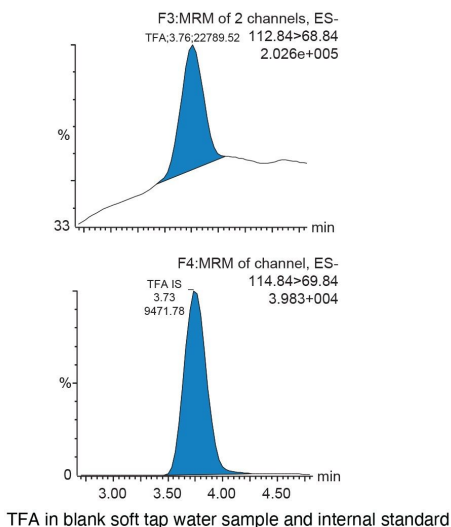 F3:MRM of 2 channels, ES-
TFA;3.76;22789.52 112.84>68.84
2.026e+005
%
33
min
F4:MRM of channel, ES-
TFA IS 114.84>69.84
3.73 3.983+004
9471.78
%
0
min
3.00 3.50 4.00 4.50
TFA in blank soft tap water sample and internal standard